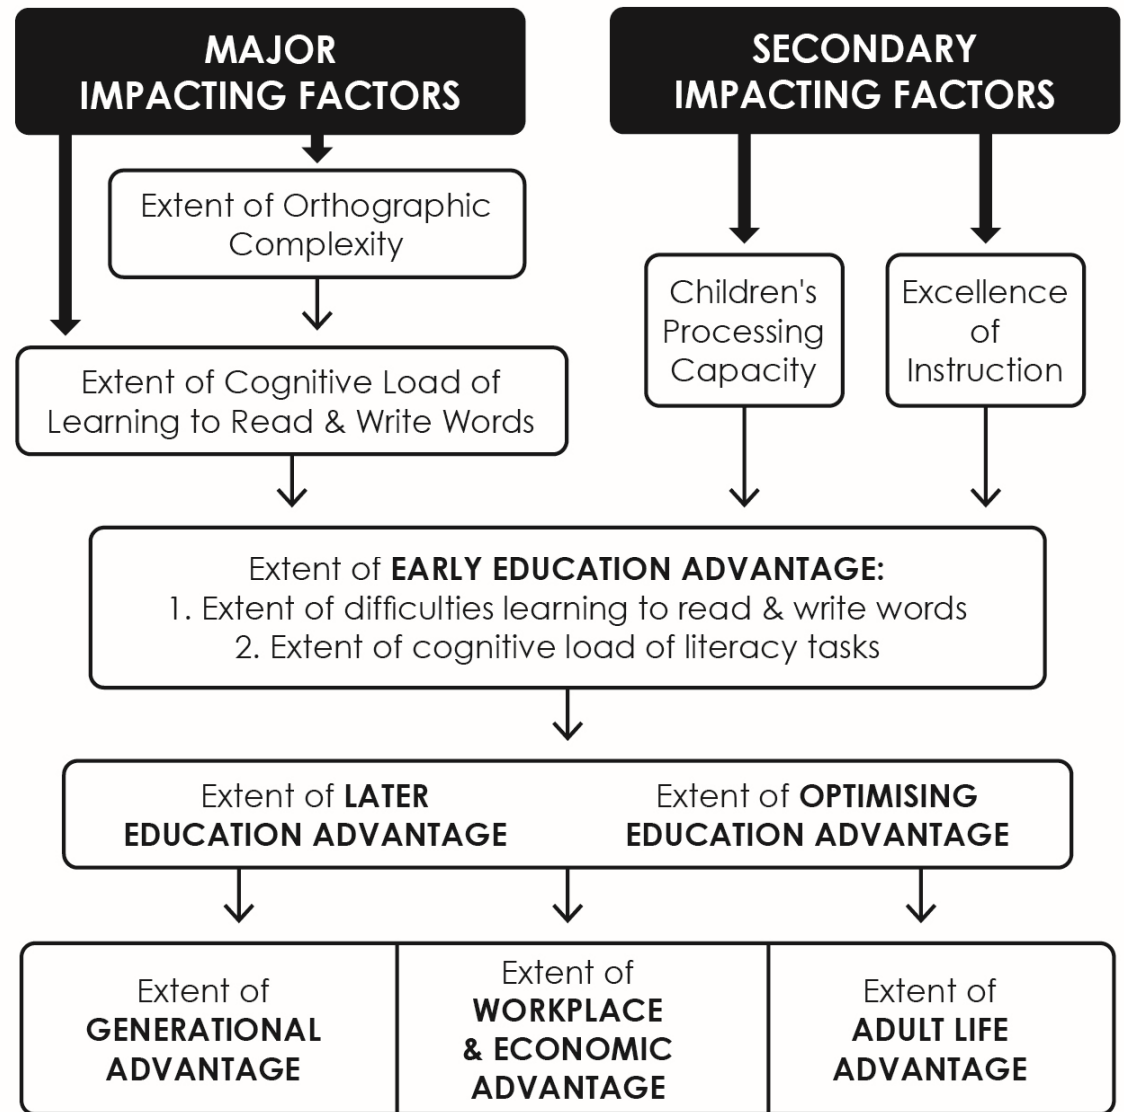 MAJOR
IMPACTING FACTORS
SECONDARY
IMPACTING FACTORS
Extent of Orthographic
Complexity
Children's
Processing
Capacity
Excellence
of
Instruction
Extent of Cognitive Load of
Learning to Read & Write Words
Extent of EARLY EDUCATION ADVANTAGE:
1. Extent of difficulties learning to read & write words
2. Extent of cognitive load of literacy tasks
Extent of LATER
EDUCATION ADVANTAGE
Extent of OPTIMISING
EDUCATION ADVANTAGE
Extent of
GENERATIONAL
ADVANTAGE
Extent of
WORKPLACE
& ECONOMIC
ADVANTAGE
Extent of
ADULT LIFE
ADVANTAGE